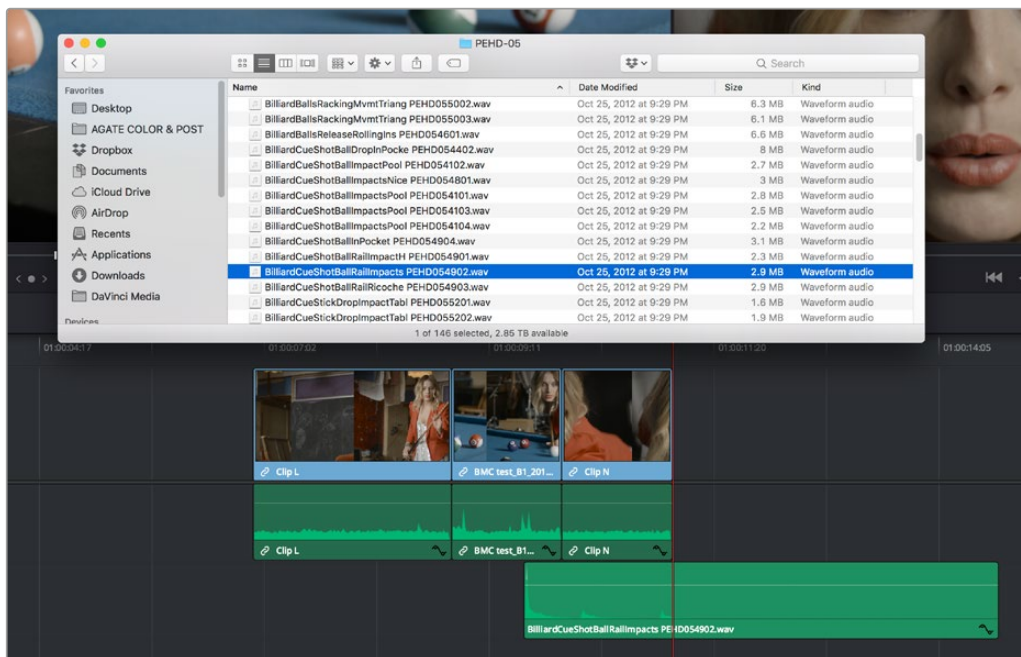 PEHD-05
Search
Favorites
Desktop
AGATE COLOR & POST
Dropbox
Documents
iCloud Drive
AirDrop
Recents
Applications
Downloads
DaVinci Media
Devices
Name Date Modified Size Kind
BilliardBallsRackingMvmtTriang PEHD055002.wav Oct 25, 2012 at 9:29 PM 6.3 MB Waveform audio
BilliardBallsRackingMvmtTriang PEHD055003.wav Oct 25, 2012 at 9:29 PM 6.1 MB Waveform audio
BilliardBallsReleaseRollingIns PEHD054601.wav Oct 25, 2012 at 9:29 PM 6.6 MB Waveform audio
BilliardCueShotBallDropInPocke PEHD054402.wav Oct 25, 2012 at 9:29 PM 8 MB Waveform audio
BilliardCueShotBallImpactPool PEHD054102.wav Oct 25, 2012 at 9:29 PM 2.7 MB Waveform audio
BilliardCueShotBallImpactsNice PEHD054801.wav Oct 25, 2012 at 9:29 PM 3 MB Waveform audio
BilliardCueShotBallImpactsPool PEHD054101.wav Oct 25, 2012 at 9:29 PM 2.8 MB Waveform audio
BilliardCueShotBallImpactsPool PEHD054103.wav Oct 25, 2012 at 9:29 PM 2.5 MB Waveform audio
BilliardCueShotBallImpactsPool PEHD054104.wav Oct 25, 2012 at 9:29 PM 2.2 MB Waveform audio
BilliardCueShotBallInPocket PEHD054904.wav Oct 25, 2012 at 9:29 PM 3.1 MB Waveform audio
BilliardCueShotBallRailImpactH PEHD054901.wav Oct 25, 2012 at 9:29 PM 2.3 MB Waveform audio
BilliardCueShotBallRailImpacts PEHD054902.wav Oct 25, 2012 at 9:29 PM 2.9 MB Waveform audio
BilliardCueShotBallRailRicoche PEHD054903.wav Oct 25, 2012 at 9:29 PM 2.9 MB Waveform audio
BilliardCueStickDropImpactTabl PEHD055201.wav Oct 25, 2012 at 9:29 PM 1.6 MB Waveform audio
BilliardCueStickDropImpactTabl PEHD055202.wav Oct 25, 2012 at 9:29 PM 1.9 MB Waveform audio
1 of 146 selected, 2.85 TB available
01:00:04:17 01:00:07:02 01:00:09:11 01:00:11:20 01:00:14:05
Clip L BMC test_B1_201... Clip N
Clip L BMC test_B1... Clip N
BilliardCueShotBallRailImpacts PEHD054902.wav